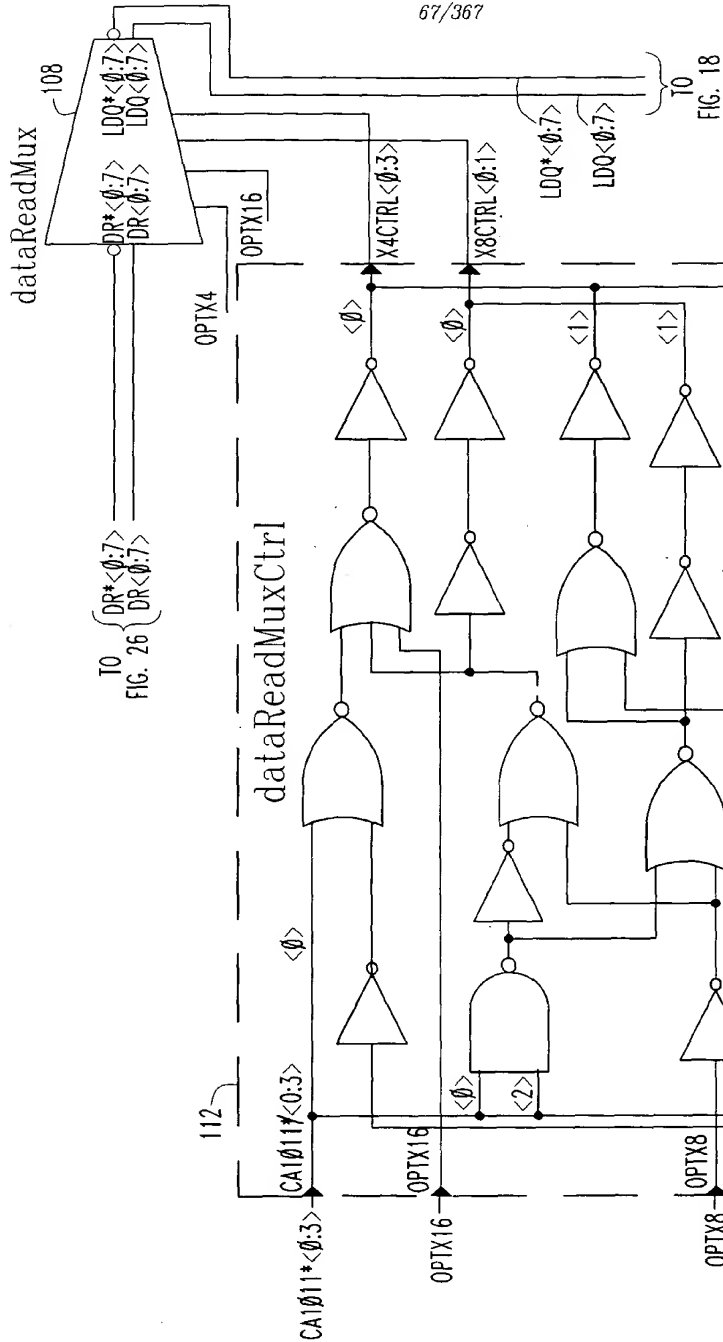 67/367
dataReadMux
108
DR*<Ø:7>
DR<Ø:7>
LDQ*<Ø:7>
LDQ<Ø:7>
TO
FIG. 26
DR*<Ø:7>
DR<Ø:7>
OPTX4
OPTX16
LDQ*<Ø:7>
LDQ<Ø:7>
TO
FIG. 18
112
dataReadMuxCtrl
CA1Ø11*<Ø:3>
CA1Ø11*<0:3>
<Ø>
<Ø>
X4CTRL<Ø:3>
OPTX16
OPTX16
<Ø>
X8CTRL<Ø:1>
<Ø>
<2>
<1>
<1>
OPTX8
OPTX8